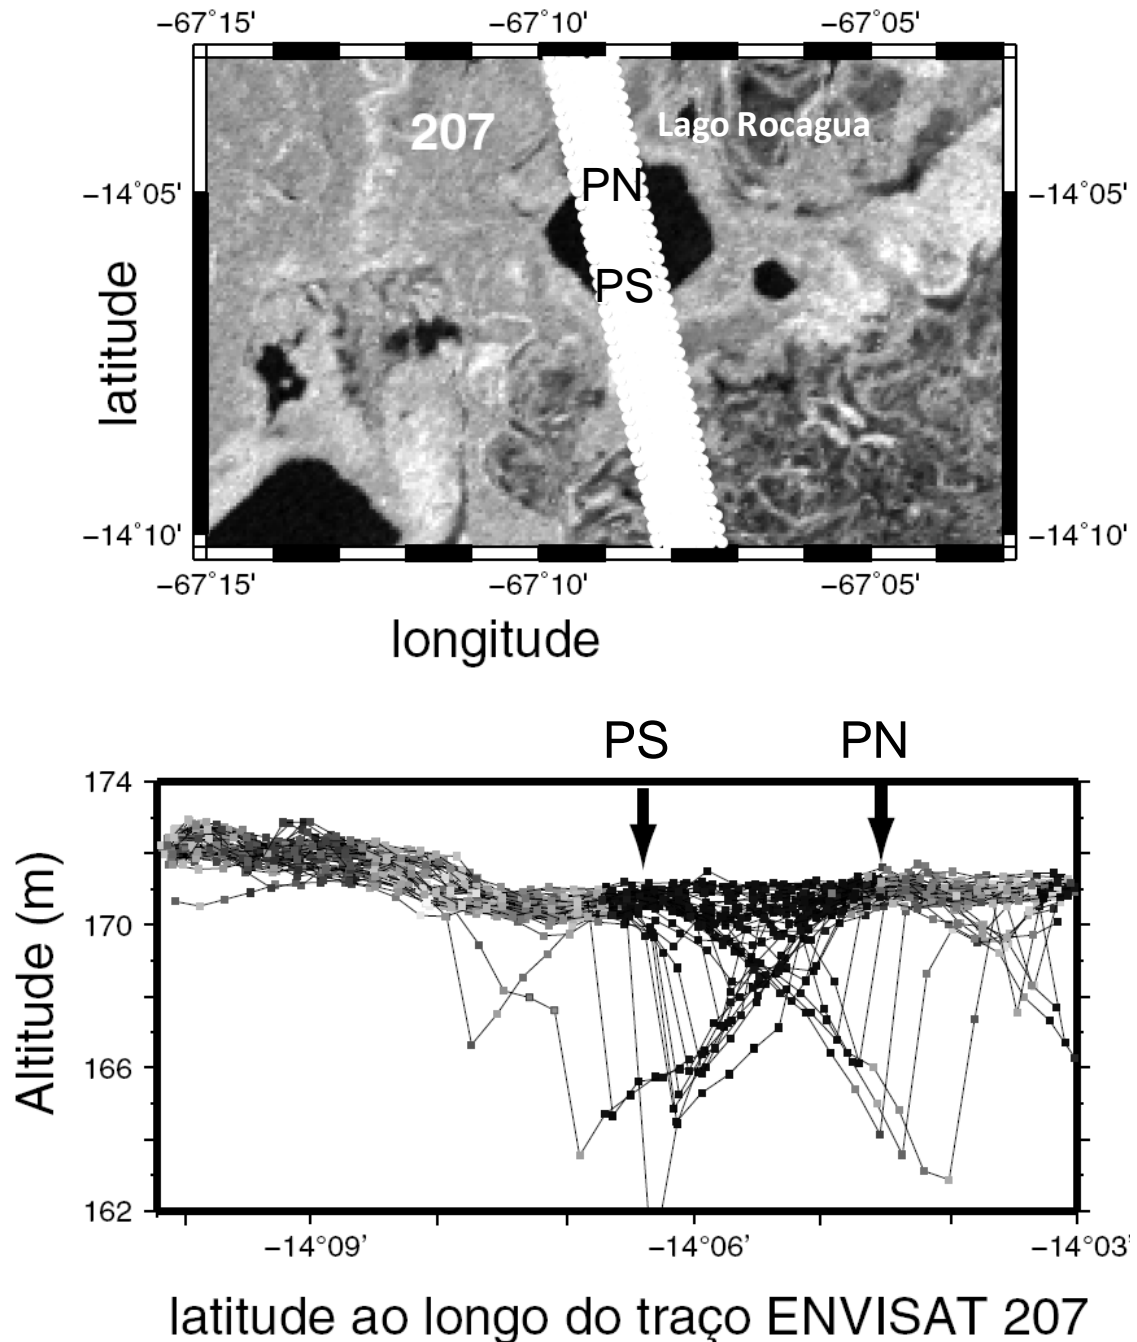 −67˚15' −67˚10' −67˚05'
207 Lago Rocagua
PN
−14˚05' −14˚05'
PS
latitude
−14˚10' −14˚10'
−67˚15' −67˚10' −67˚05'
longitude
PS PN
174
170
166
162
Altiitude (m)
−14˚09' −14˚06' −14˚03'
latitude ao longo do traço ENVISAT 207